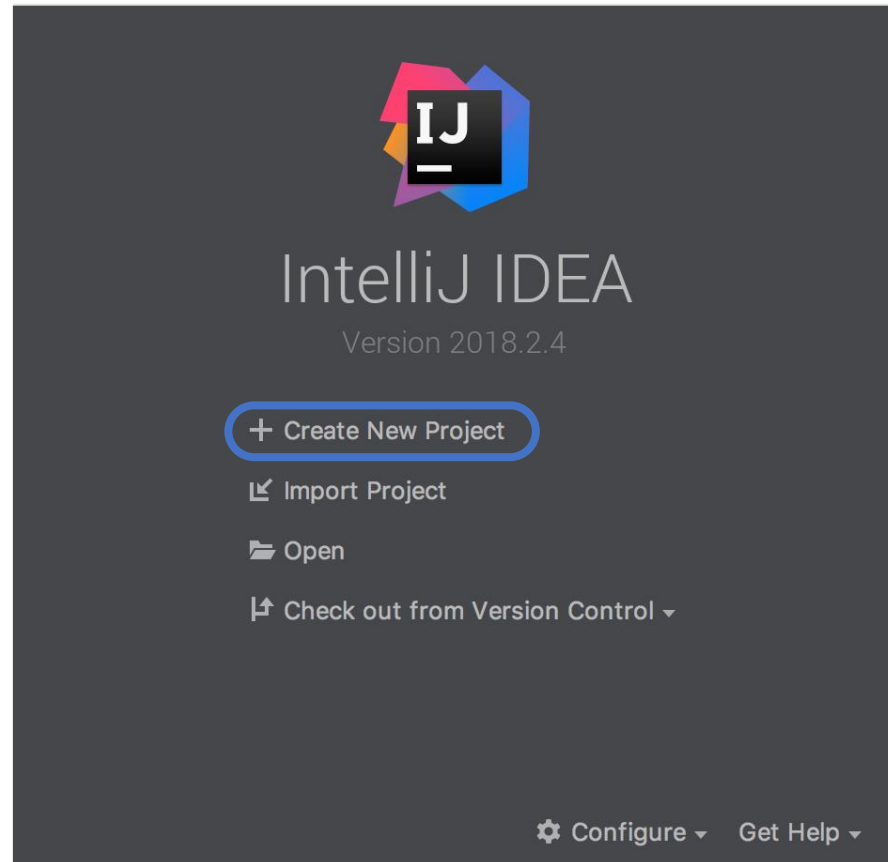 IJ
IntelliJ IDEA
Version 2018.2.4
Create New Project
Import Project
Open
Check out from Version Control
Configure Get Help